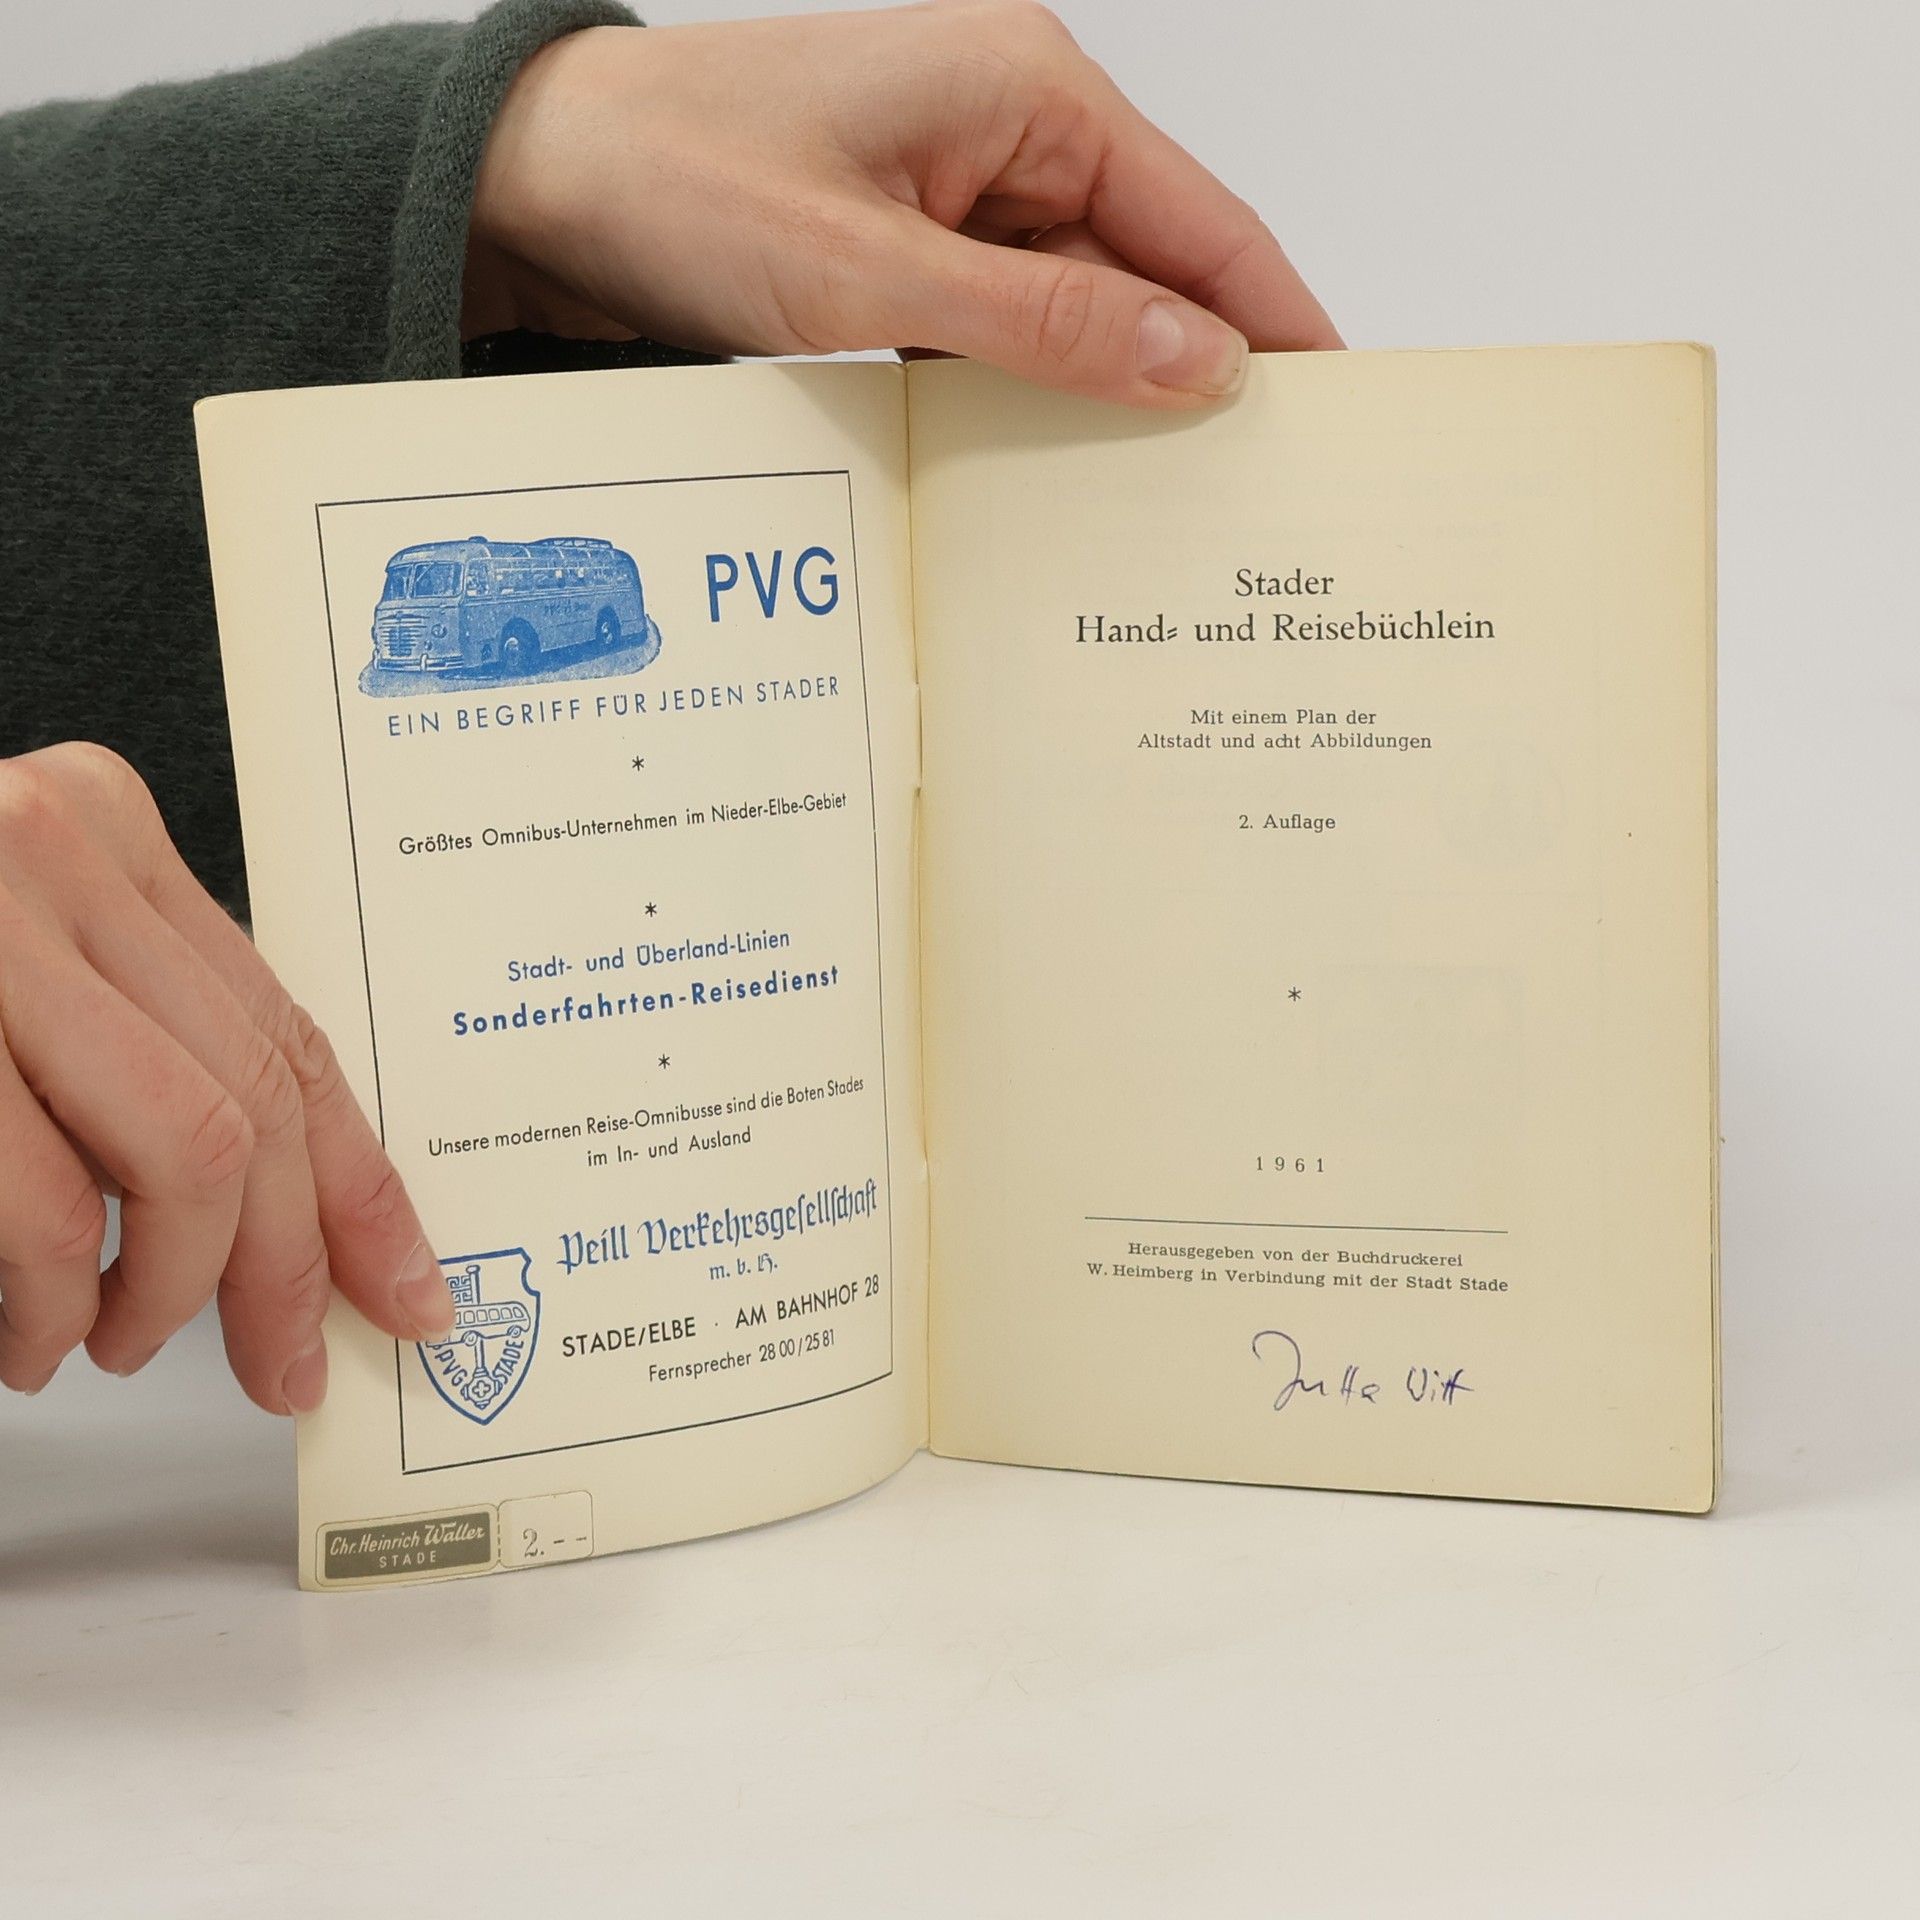 PVG
EIN BEGRIFF FÜR JEDEN STADER
*
Größtes Omnibus-Unternehmen im Nieder-Elbe-Gebiet
*
Stadt- und Überland-Linien
Sonderfahrten-Reisedienst
*
Unsere modernen Reise-Omnibusse sind die Boten Stades
im In- und Ausland
Peill Verkehrsgesellschaft
m. b. H.
STADE/ELBE · AM BAHNHOF 28
Fernsprecher 28 00 / 25 81
PVG STADE
Chr. Heinrich Waller
STADE
2.--
Stader
Hand- und Reisebüchlein
Mit einem Plan der
Altstadt und acht Abbildungen
2. Auflage
*
1961
Herausgegeben von der Buchdruckerei
W. Heimberg in Verbindung mit der Stadt Stade
Jutta Witt